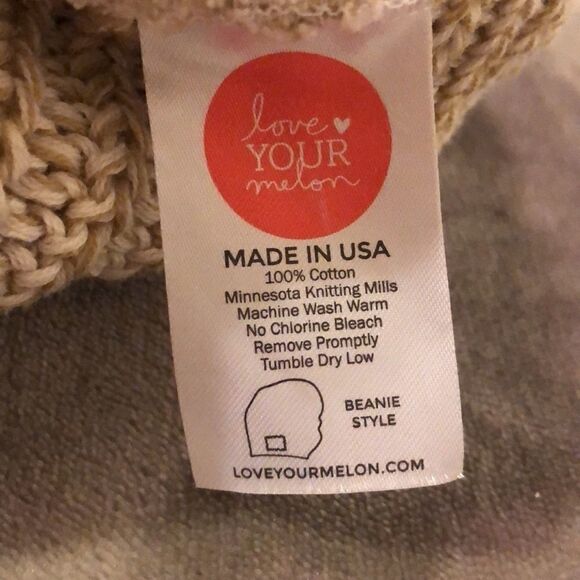 love
YOUR
melon
MADE IN USA
100% Cotton
Minnesota Knitting Mills
Machine Wash Warm
No Chlorine Bleach
Remove Promptly
Tumble Dry Low
BEANIE
STYLE
LOVEYOURMELON.COM